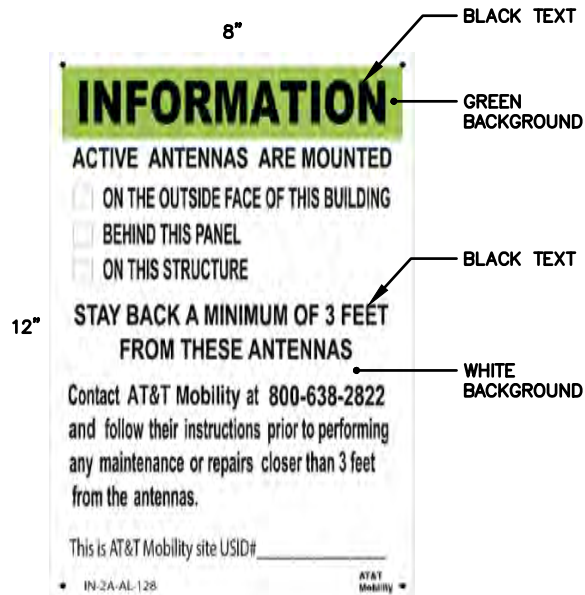 8"
BLACK TEXT
INFORMATION
GREEN
BACKGROUND
ACTIVE ANTENNAS ARE MOUNTED
ON THE OUTSIDE FACE OF THIS BUILDING
BEHIND THIS PANEL
ON THIS STRUCTURE
BLACK TEXT
12"
STAY BACK A MINIMUM OF 3 FEET
FROM THESE ANTENNAS
WHITE
BACKGROUND
Contact AT&T Mobility at 800-638-2822
and follow their instructions prior to performing
any maintenance or repairs closer than 3 feet
from the antennas.
This is AT&T Mobility site USID#
IN-2A-AL-128
AT&T
Mobility